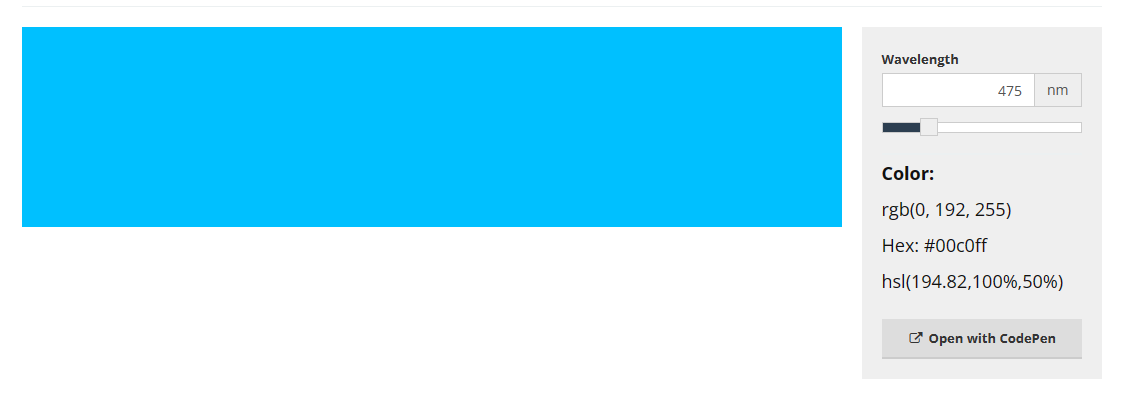 Wavelength
475 nm
Color:
rgb(0, 192, 255)
Hex: #00c0ff
hsl(194.82,100%,50%)
Open with CodePen